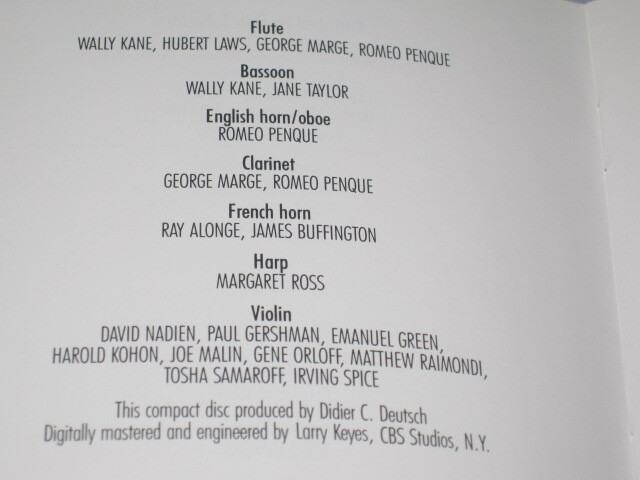 Flute
WALLY KANE, HUBERT LAWS, GEORGE MARGE, ROMEO PENQUE
Bassoon
WALLY KANE, JANE TAYLOR
English horn/oboe
ROMEO PENQUE
Clarinet
GEORGE MARGE, ROMEO PENQUE
French horn
RAY ALONGE, JAMES BUFFINGTON
Harp
MARGARET ROSS
Violin
DAVID NADIEN, PAUL GERSHMAN, EMANUEL GREEN,
HAROLD KOHON, JOE MALIN, GENE ORLOFF, MATTHEW RAIMONDI,
TOSHA SAMAROFF, IRVING SPICE
This compact disc produced by Didier C. Deutsch
Digitally mastered and engineered by Larry Keyes, CBS Studios, N.Y.